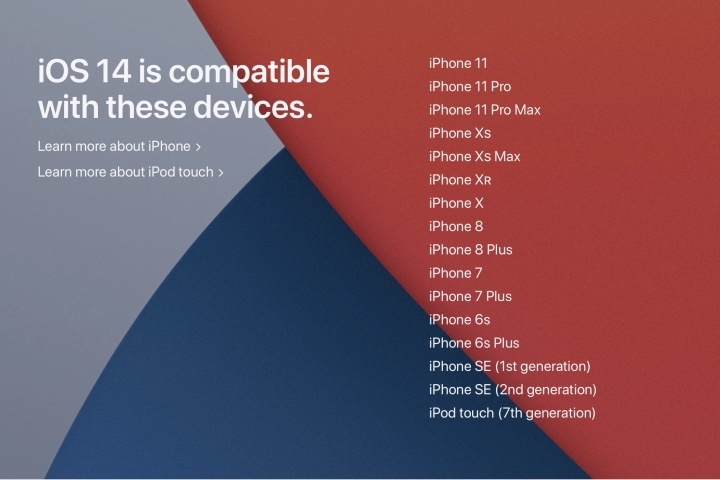 iOS 14 is compatible
with these devices.
Learn more about iPhone >
Learn more about iPod touch >
iPhone 11
iPhone 11 Pro
iPhone 11 Pro Max
iPhone Xs
iPhone Xs Max
iPhone XR
iPhone X
iPhone 8
iPhone 8 Plus
iPhone 7
iPhone 7 Plus
iPhone 6s
iPhone 6s Plus
iPhone SE (1st generation)
iPhone SE (2nd generation)
iPod touch (7th generation)